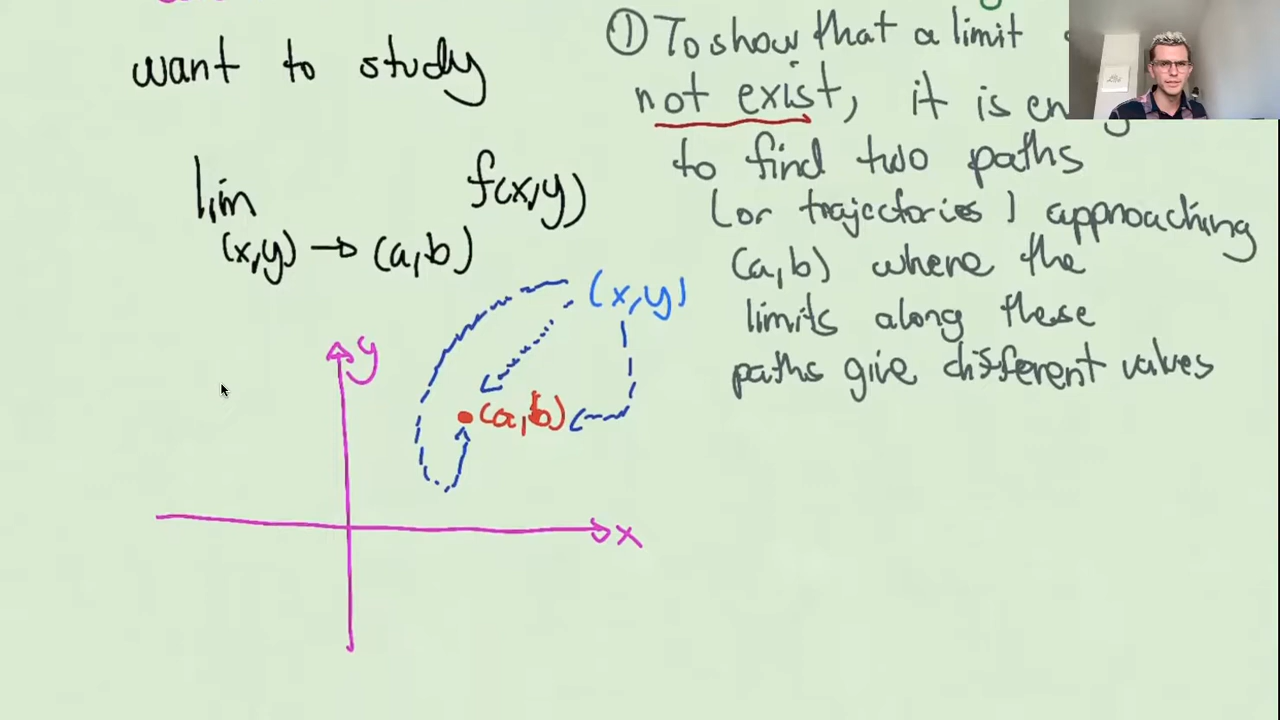 want to study
lim f(x,y)
(x,y) → (a,b)
(x,y)
y
(a,b)
x
① To show that a limit
not exist, it is
to find two paths
(or trajectories) approaching
(a,b) where the
limits along these
paths give different values